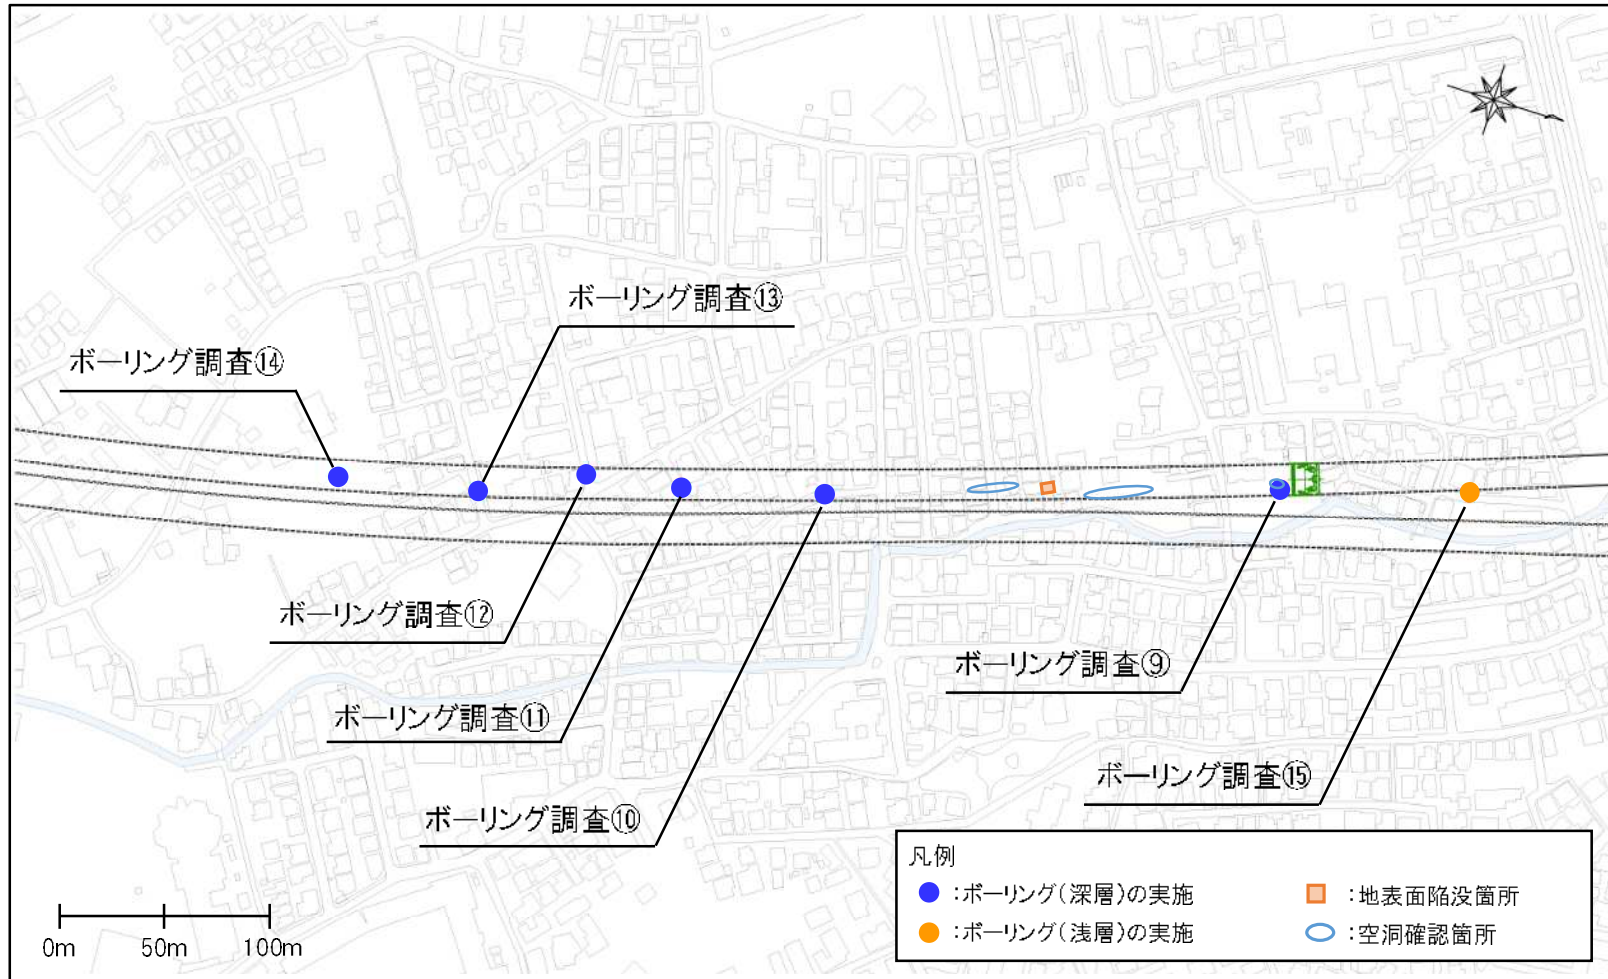 ボーリング調査⑬
ボーリング調査⑭
ボーリング調査⑫
ボーリング調査⑨
ボーリング調査⑪
ボーリング調査⑮
ボーリング調査⑩
凡例
:ボーリング(深層)の実施
:地表面陥没箇所
:ボーリング(浅層)の実施
:空洞確認箇所
0m 50m 100m